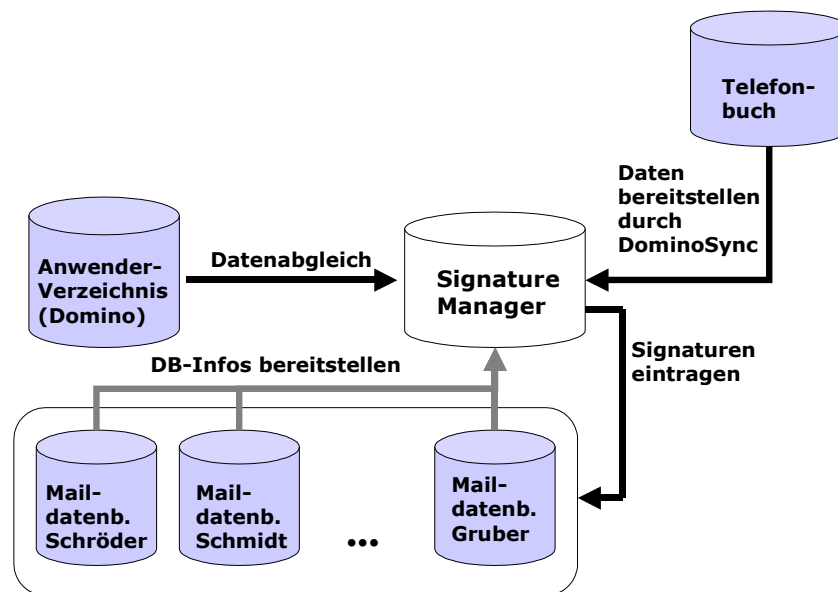 Telefon-
buch
Daten
bereitstellen
durch
DominoSync
Anwender-
Verzeichnis
(Domino)
Datenabgleich
Signature
Manager
DB-Infos bereitstellen
Signaturen
eintragen
Mail-
datenb.
Schröder
Mail-
datenb.
Schmidt
...
Mail-
datenb.
Gruber